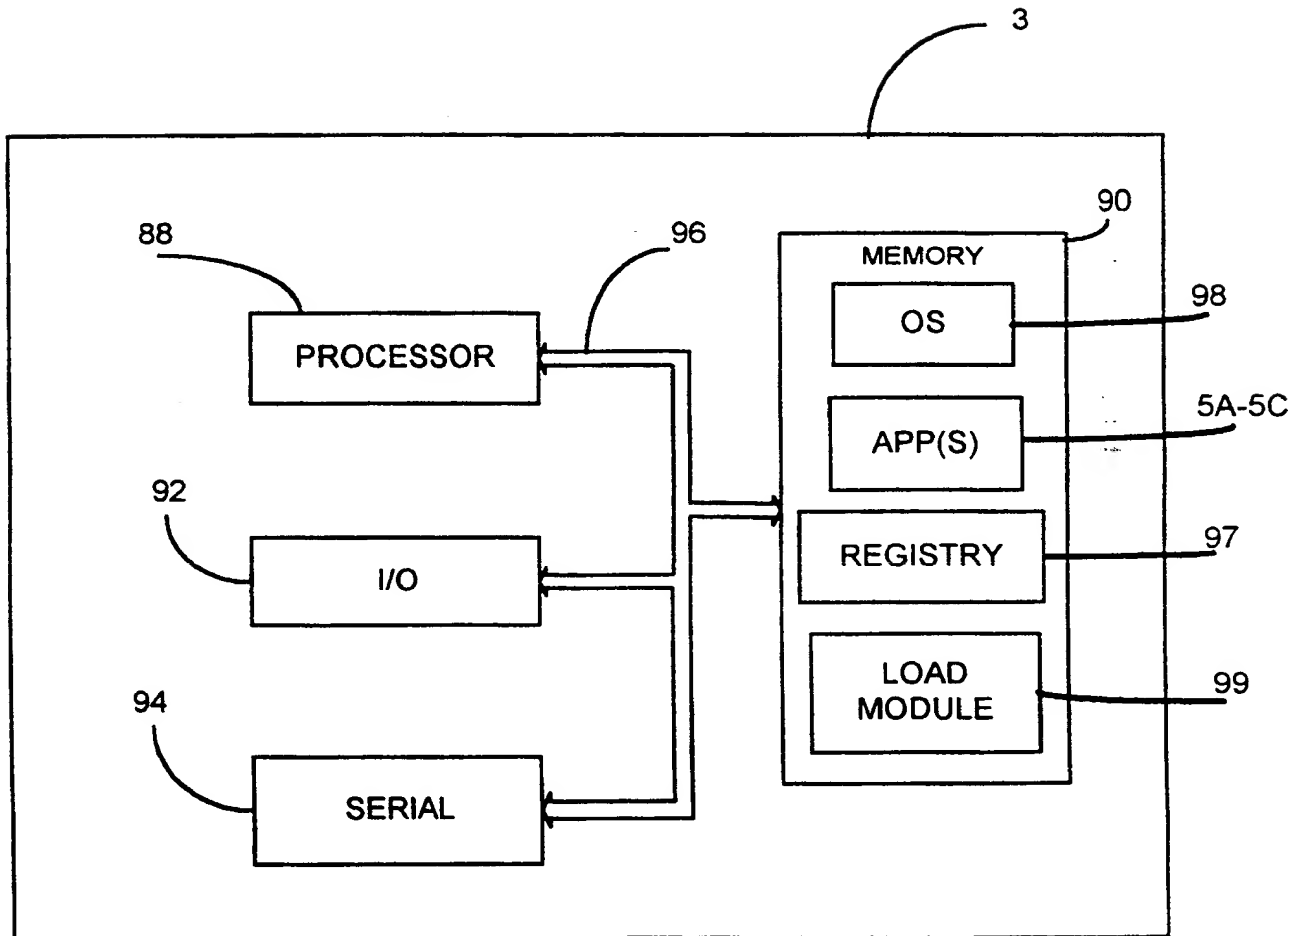 3
90
88
96
MEMORY
98
OS
PROCESSOR
5A-5C
APP(S)
92
97
REGISTRY
I/O
LOAD
MODULE
99
94
SERIAL